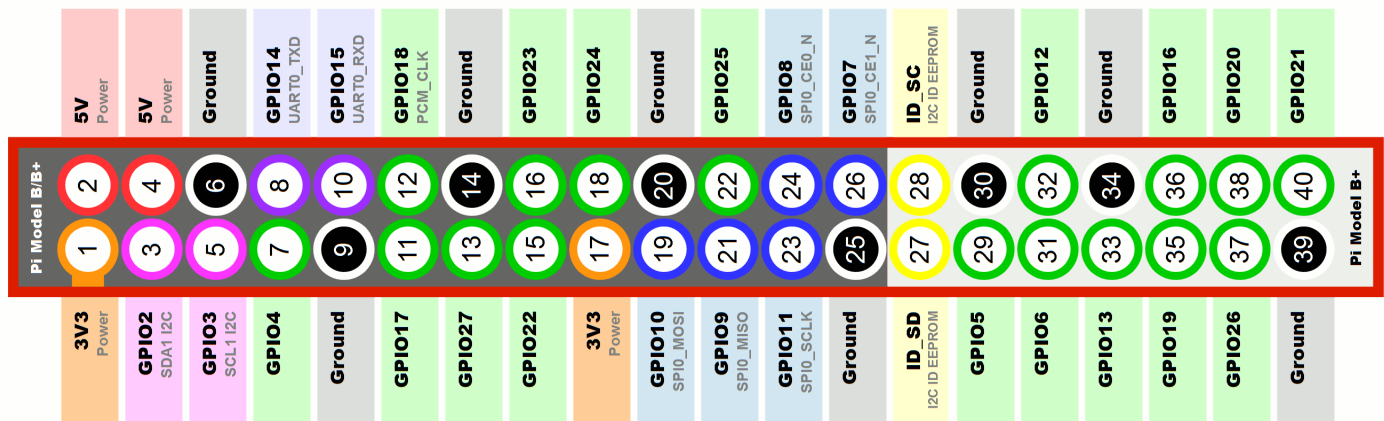 5V
Power
5V
Power
Ground
GPIO14
UART0_TXD
GPIO15
UART0_RXD
GPIO18
PCM_CLK
Ground
GPIO23
GPIO24
Ground
GPIO25
GPIO8
SPI0_CE0_N
GPIO7
SPI0_CE1_N
ID_SC
I2C ID EEPROM
Ground
GPIO12
Ground
GPIO16
GPIO20
GPIO21
Pi Model B/B+
2 4 6 8 10 12 14 16 18 20 22 24 26 28 30 32 34 36 38 40
1 3 5 7 9 11 13 15 17 19 21 23 25 27 29 31 33 35 37 39
Pi Model B+
3V3
Power
GPIO2
SDA1 I2C
GPIO3
SCL1 I2C
GPIO4
Ground
GPIO17
GPIO27
GPIO22
3V3
Power
GPIO10
SPI0_MOSI
GPIO9
SPI0_MISO
GPIO11
SPI0_SCLK
Ground
ID_SD
I2C ID EEPROM
GPIO5
GPIO6
GPIO13
GPIO19
GPIO26
Ground